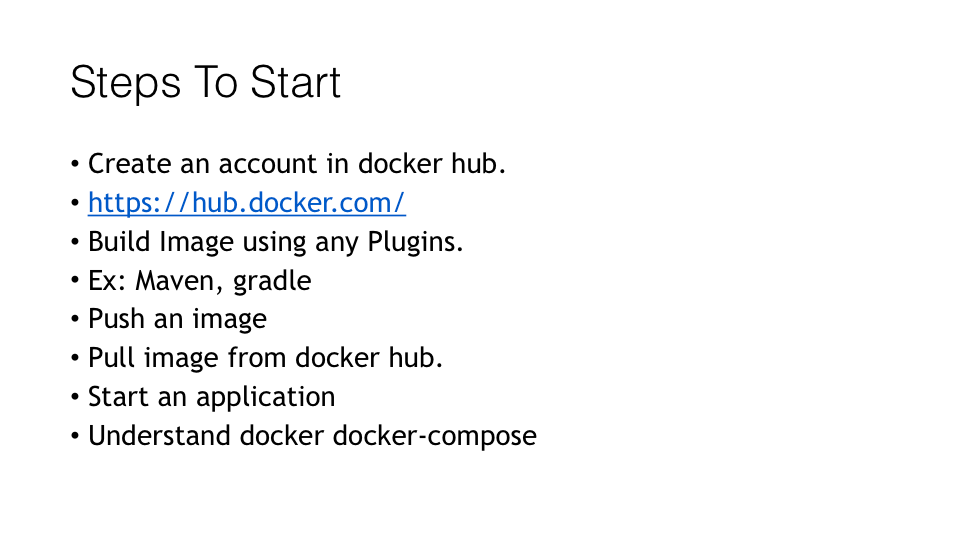 Steps To Start
• Create an account in docker hub.
• https://hub.docker.com/
• Build Image using any Plugins.
• Ex: Maven, gradle
• Push an image
• Pull image from docker hub.
• Start an application
• Understand docker docker-compose